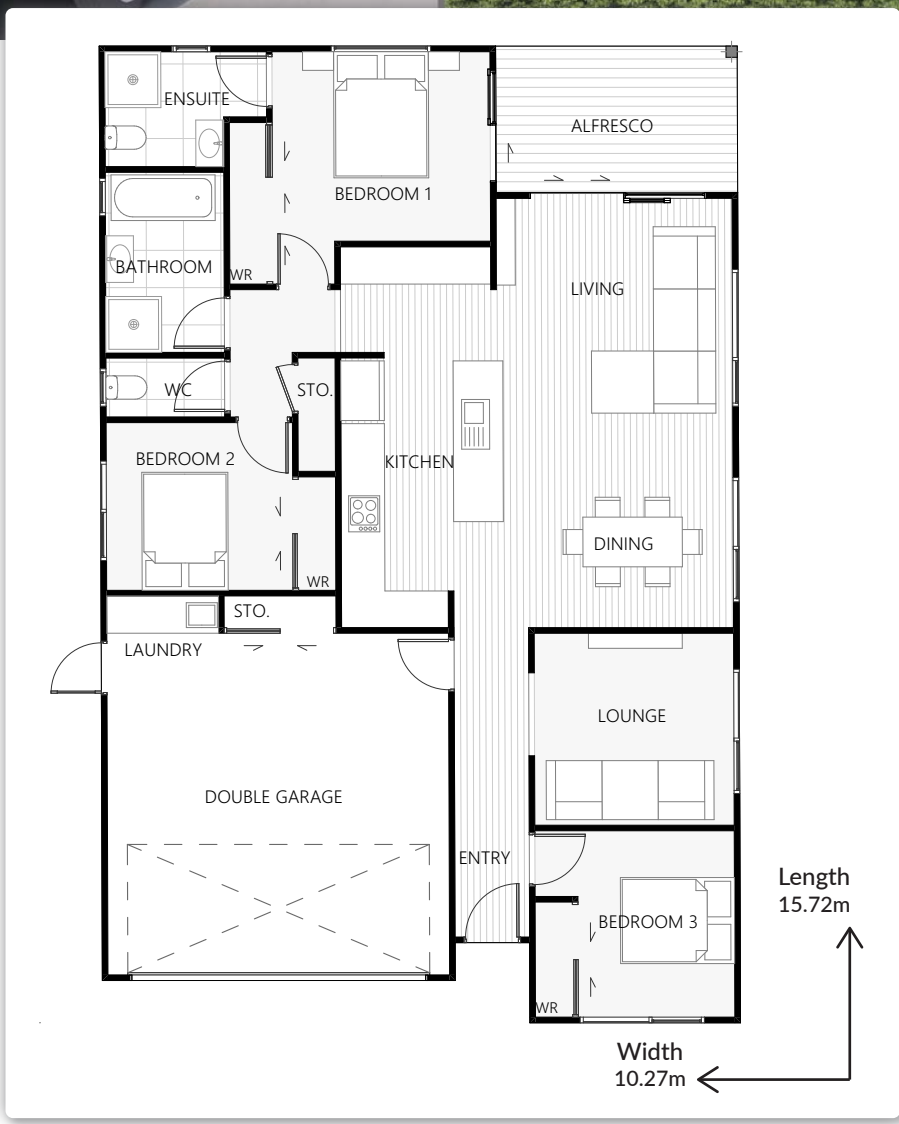 ENSUITE
ALFRESCO
BEDROOM 1
BATHROOM
WR
LIVING
WC
STO.
BEDROOM 2
KITCHEN
DINING
WR
STO.
LAUNDRY
LOUNGE
DOUBLE GARAGE
ENTRY
Length
15.72m
BEDROOM 3
WR
Width
10.27m